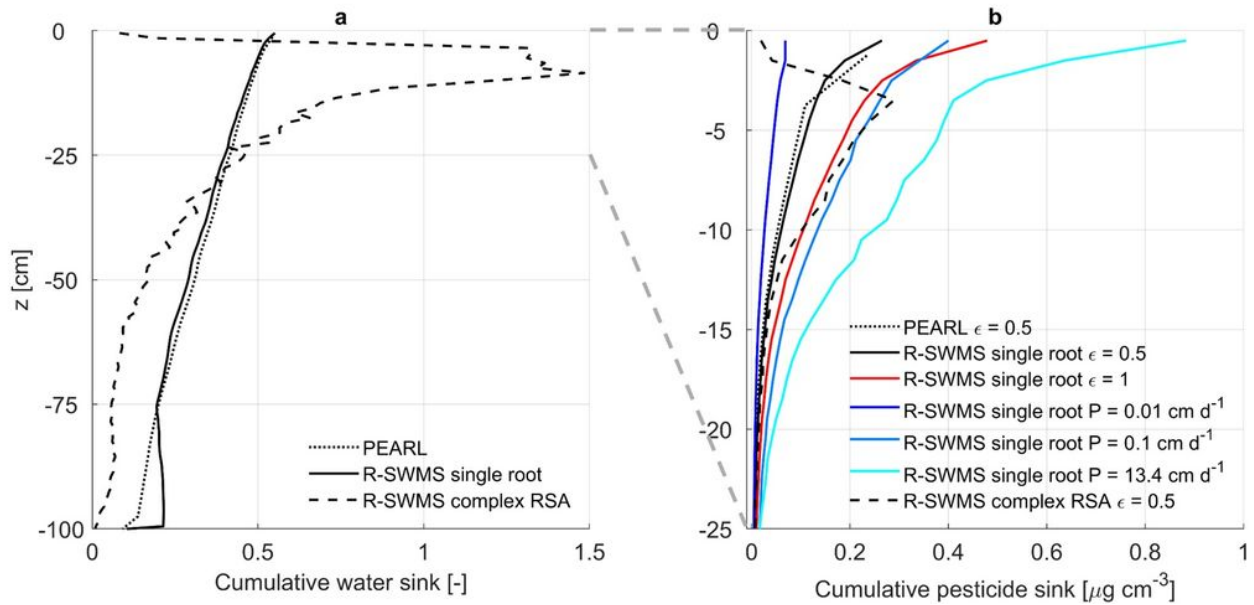 a
0
-25
-50
-75
-100
z [cm]
0
0.5
1
1.5
Cumulative water sink [-]
PEARL
R-SWMS single root
R-SWMS complex RSA
b
0
-5
-10
-15
-20
-25
0
0.2
0.4
0.6
0.8
1
Cumulative pesticide sink [μg cm⁻³]
PEARL ϵ = 0.5
R-SWMS single root ϵ = 0.5
R-SWMS single root ϵ = 1
R-SWMS single root P = 0.01 cm d⁻¹
R-SWMS single root P = 0.1 cm d⁻¹
R-SWMS single root P = 13.4 cm d⁻¹
R-SWMS complex RSA ϵ = 0.5